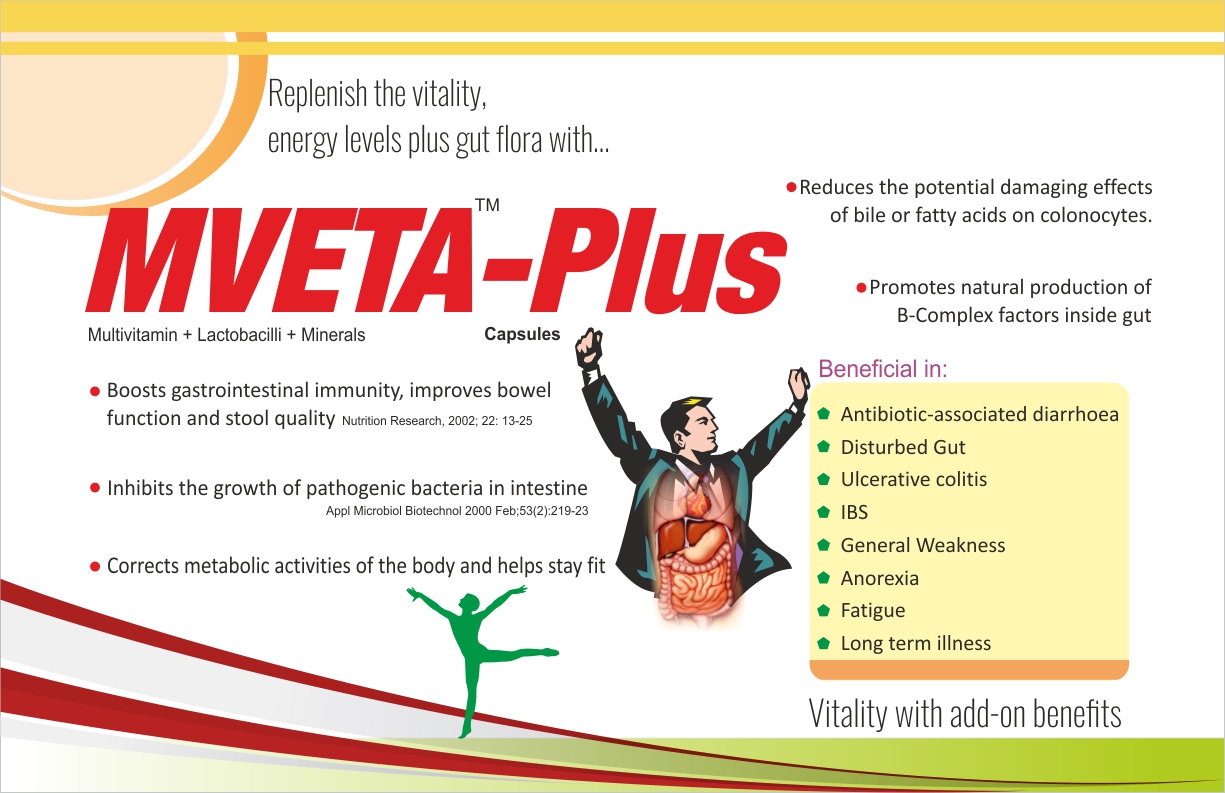 Replenish the vitality,
energy levels plus gut flora with...
MVETA™-Plus
Multivitamin + Lactobacilli + Minerals
Capsules
● Boosts gastrointestinal immunity, improves bowel
function and stool quality Nutrition Research, 2002; 22: 13-25
● Inhibits the growth of pathogenic bacteria in intestine
Appl Microbiol Biotechnol 2000 Feb;53(2):219-23
● Corrects metabolic activities of the body and helps stay fit
●Reduces the potential damaging effects
of bile or fatty acids on colonocytes.
●Promotes natural production of
B-Complex factors inside gut
Beneficial in:
Antibiotic-associated diarrhoea
Disturbed Gut
Ulcerative colitis
IBS
General Weakness
Anorexia
Fatigue
Long term illness
Vitality with add-on benefits